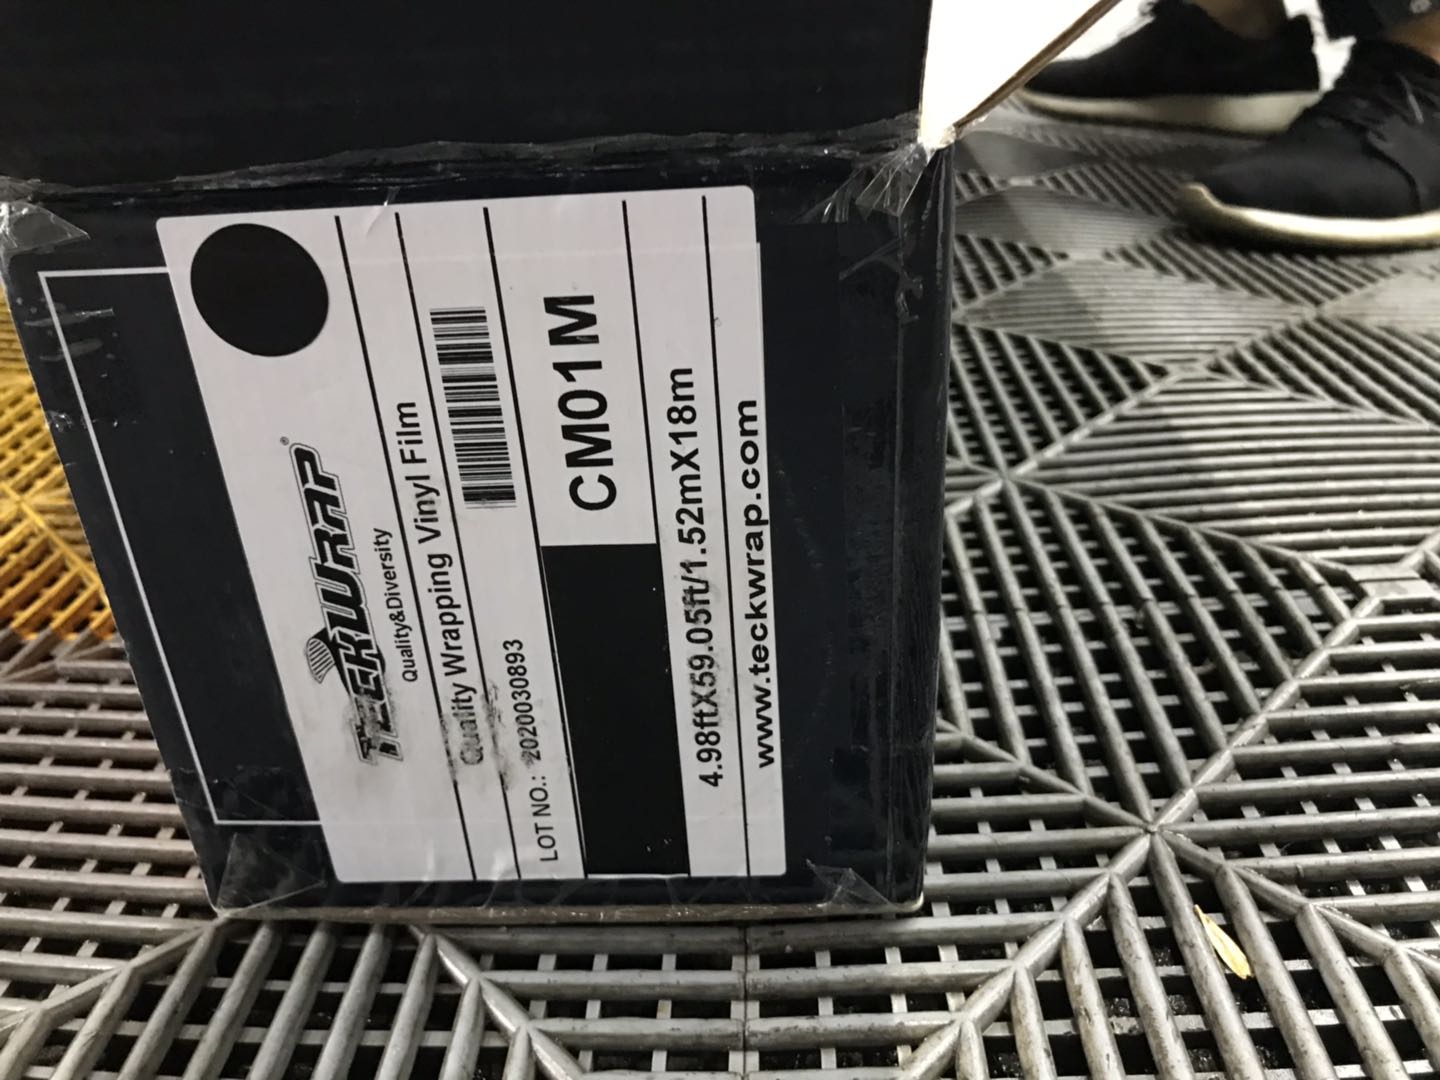 TECKWRAP®
Quality&Diversity
Quality Wrapping Vinyl Film
LOT NO.: 2020030893
CM01M
4.98ftX59.05ft/1.52mX18m
www.teckwrap.com